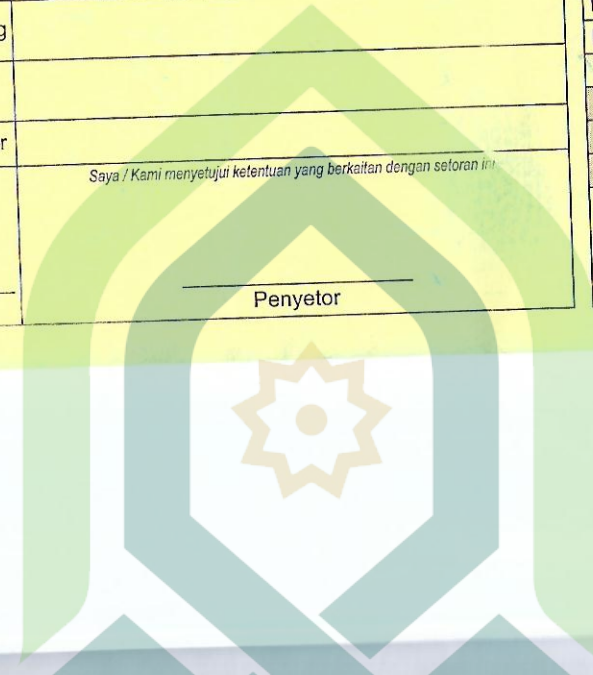 g
r
Saya / Kami menyetujui ketentuan yang berkaitan dengan setoran ini
Penyetor